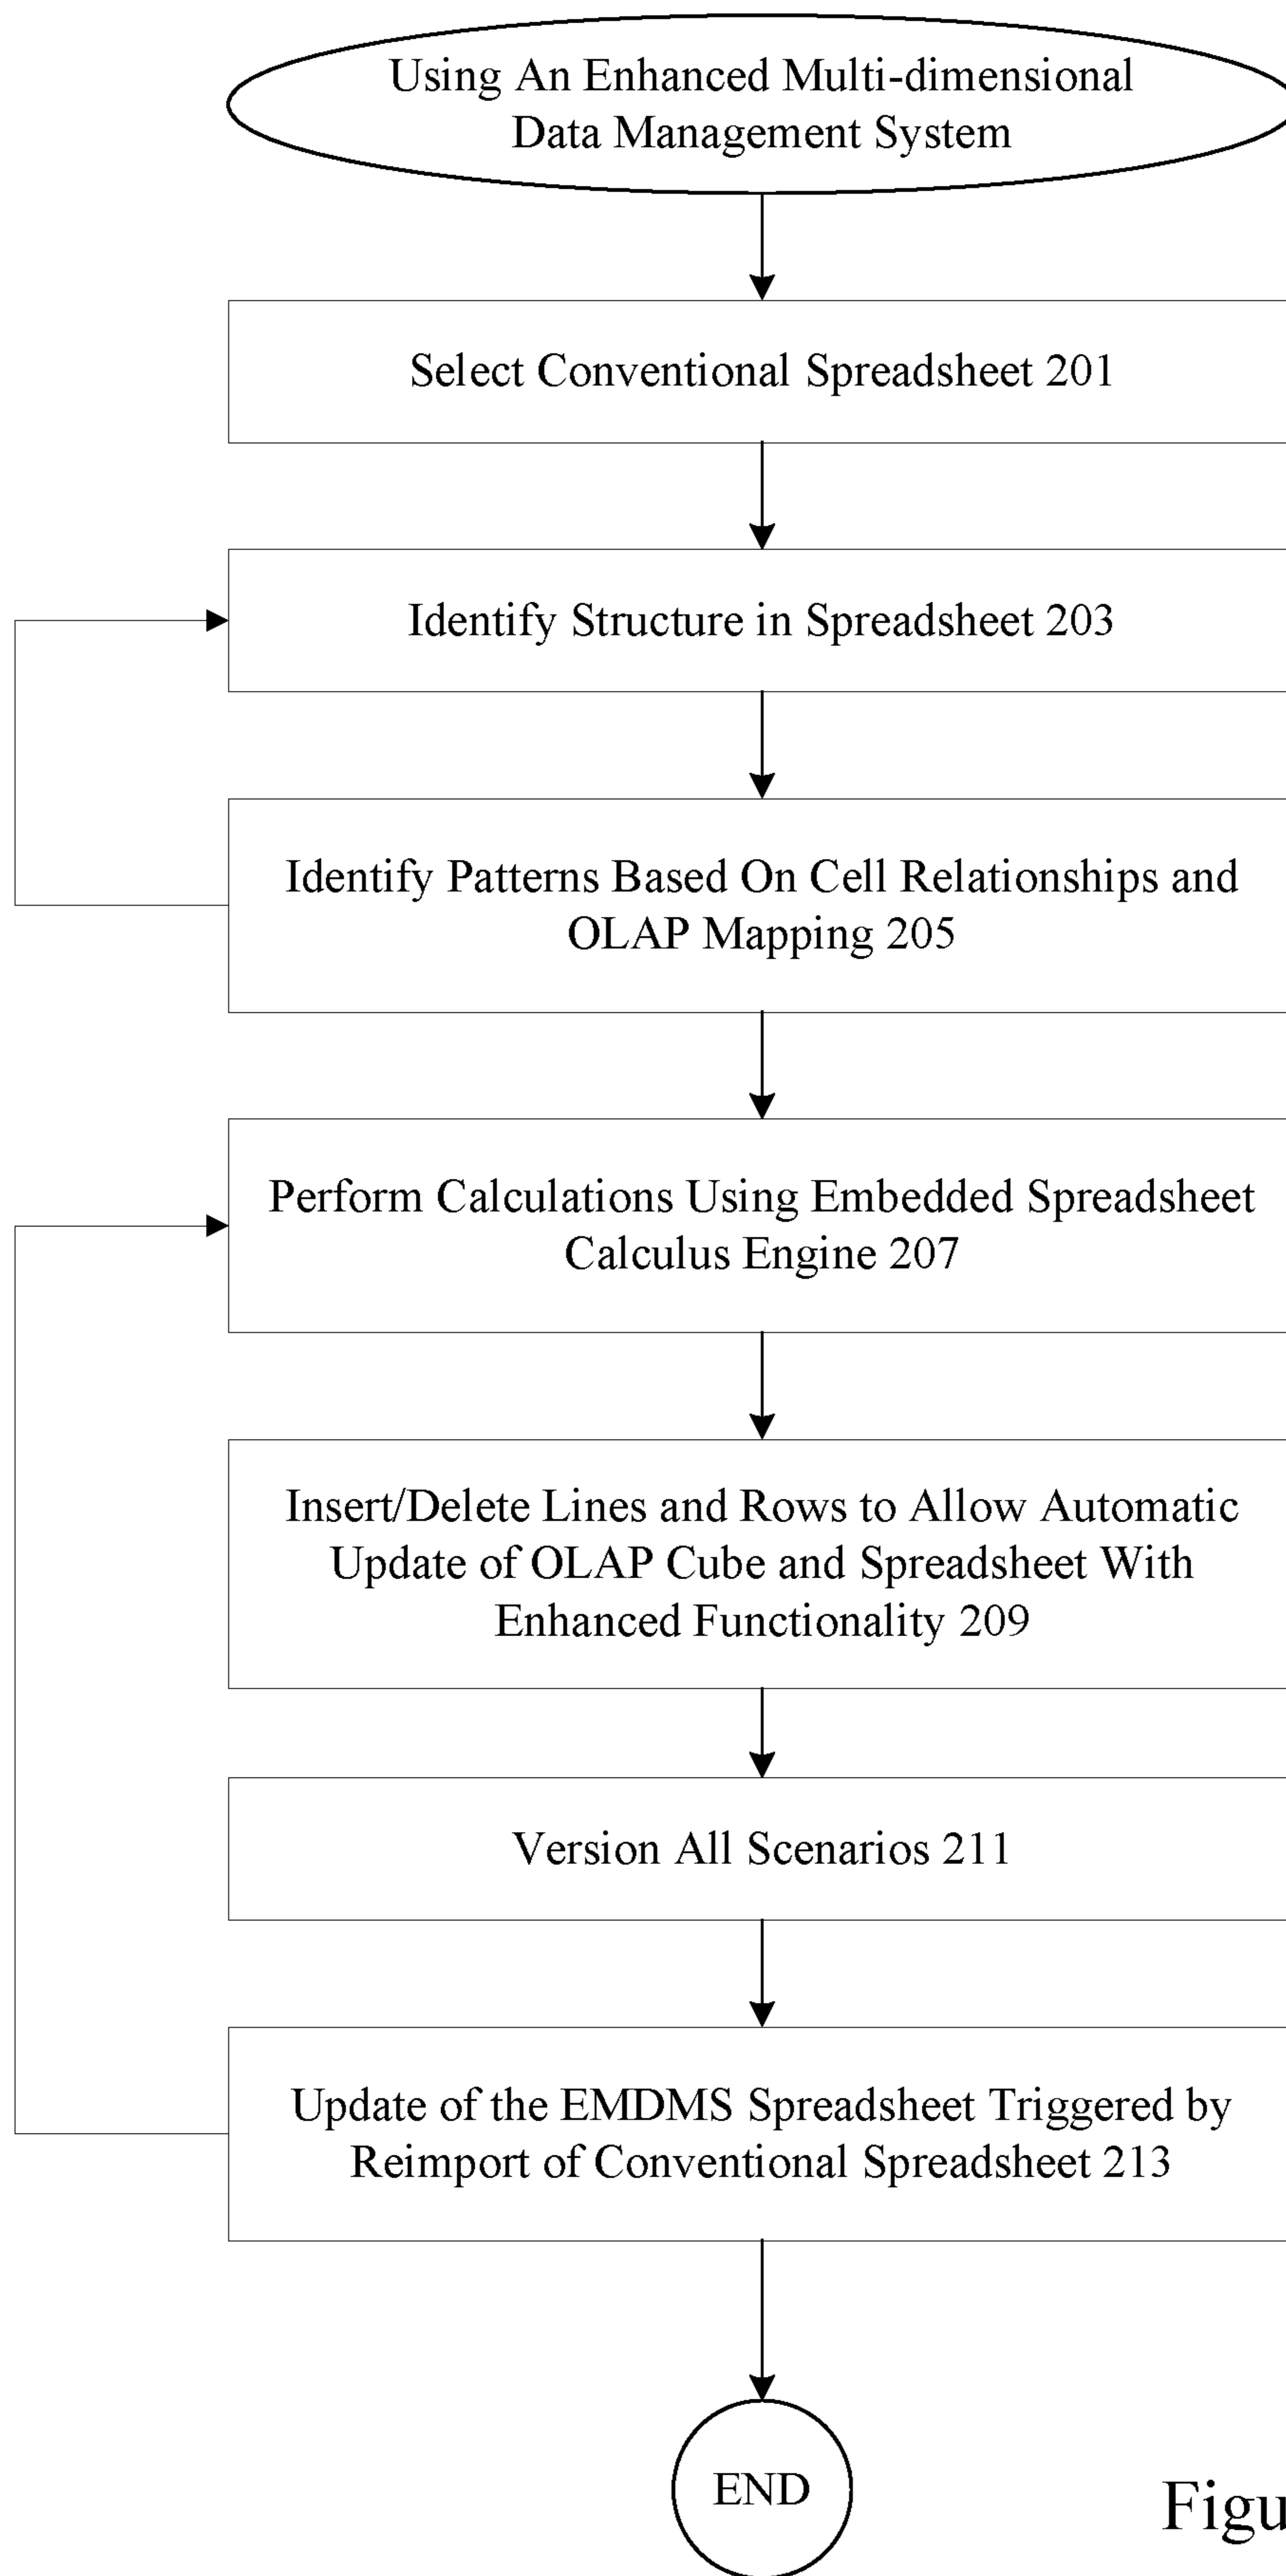 Using An Enhanced Multi-dimensional
Data Management System
Select Conventional Spreadsheet 201
Identify Structure in Spreadsheet 203
Identify Patterns Based On Cell Relationships and
OLAP Mapping 205
Perform Calculations Using Embedded Spreadsheet
Calculus Engine 207
Insert/Delete Lines and Rows to Allow Automatic
Update of OLAP Cube and Spreadsheet With
Enhanced Functionality 209
Version All Scenarios 211
Update of the EMDMS Spreadsheet Triggered by
Reimport of Conventional Spreadsheet 213
END
Figu